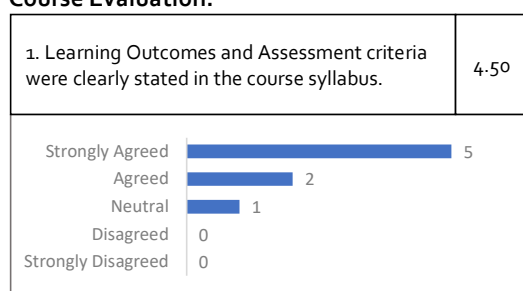 Course Evaluation:
1. Learning Outcomes and Assessment criteria
were clearly stated in the course syllabus.
4.50
Strongly Agreed 5
Agreed 2
Neutral 1
Disagreed 0
Strongly Disagreed 0